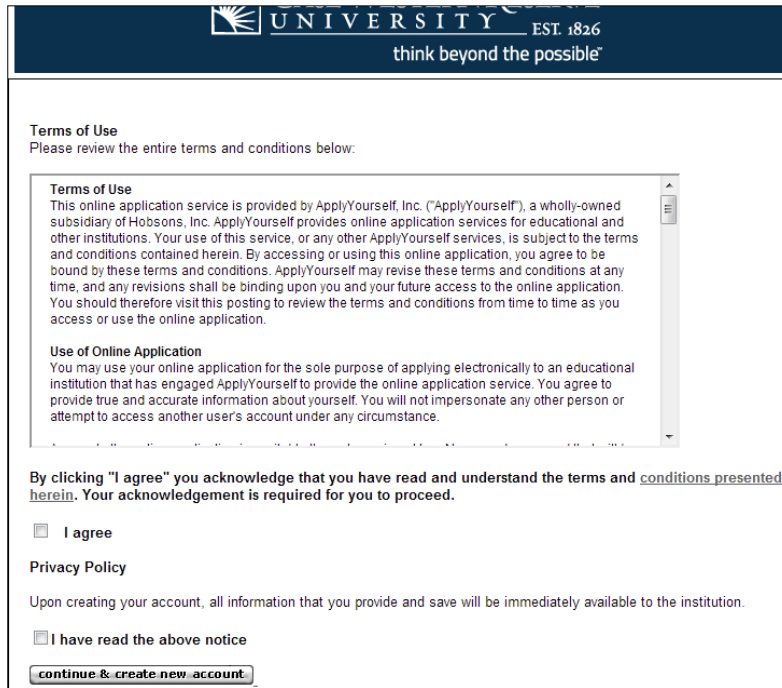 UNIVERSITY EST. 1826
think beyond the possible™
Terms of Use
Please review the entire terms and conditions below:
Terms of Use
This online application service is provided by ApplyYourself, Inc. ("ApplyYourself"), a wholly-owned
subsidiary of Hobsons, Inc. ApplyYourself provides online application services for educational and
other institutions. Your use of this service, or any other ApplyYourself services, is subject to the terms
and conditions contained herein. By accessing or using this online application, you agree to be
bound by these terms and conditions. ApplyYourself may revise these terms and conditions at any
time, and any revisions shall be binding upon you and your future access to the online application.
You should therefore visit this posting to review the terms and conditions from time to time as you
access or use the online application.
Use of Online Application
You may use your online application for the sole purpose of applying electronically to an educational
institution that has engaged ApplyYourself to provide the online application service. You agree to
provide true and accurate information about yourself. You will not impersonate any other person or
attempt to access another user's account under any circumstance.
By clicking "I agree" you acknowledge that you have read and understand the terms and conditions presented
herein. Your acknowledgement is required for you to proceed.
I agree
Privacy Policy
Upon creating your account, all information that you provide and save will be immediately available to the institution.
I have read the above notice
continue & create new account